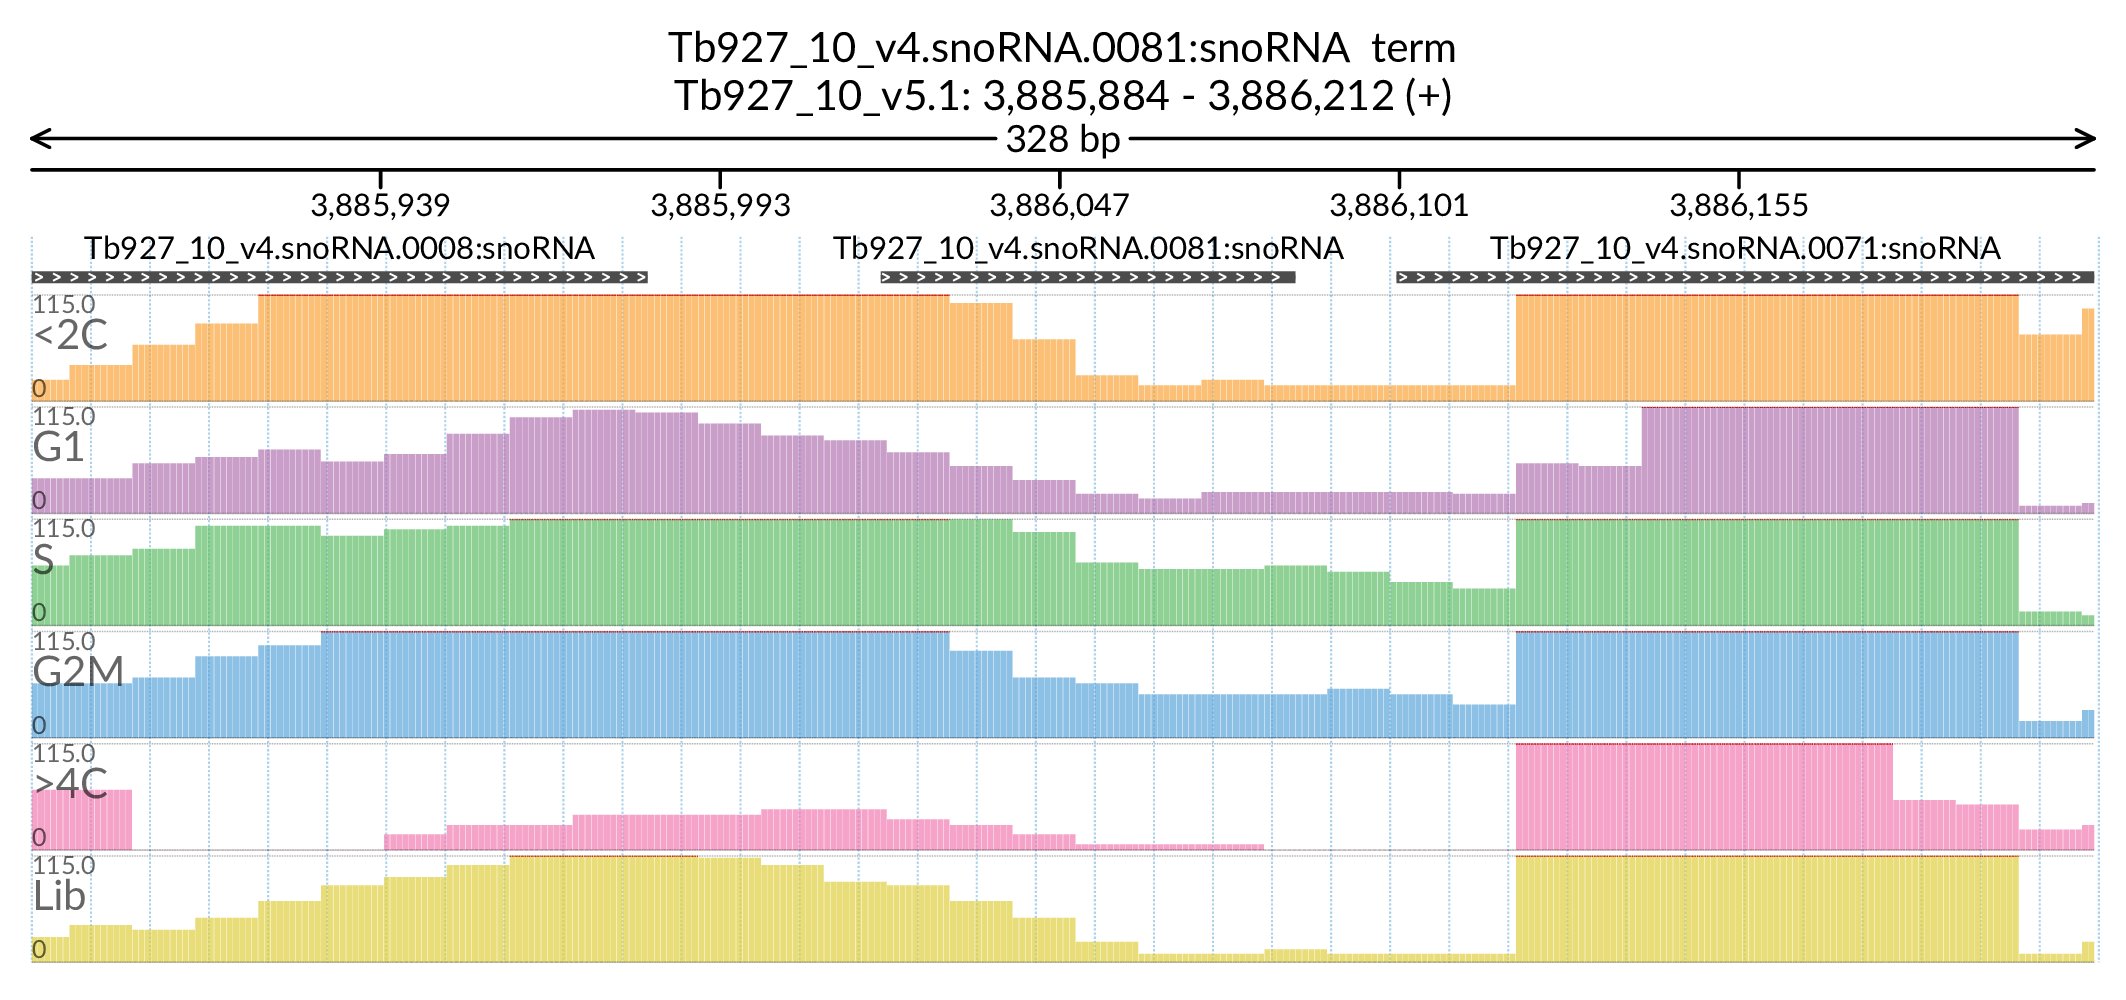 Tb927_10_v4.snoRNA.0081:snoRNA term
Tb927_10_v5.1: 3,885,884 - 3,886,212 (+)
328 bp
3,885,939 3,885,993 3,886,047 3,886,101 3,886,155
Tb927_10_v4.snoRNA.0008:snoRNA Tb927_10_v4.snoRNA.0081:snoRNA Tb927_10_v4.snoRNA.0071:snoRNA
115.0
<2C
0
115.0
G1
0
115.0
S
0
115.0
G2M
0
115.0
>4C
0
115.0
Lib
0